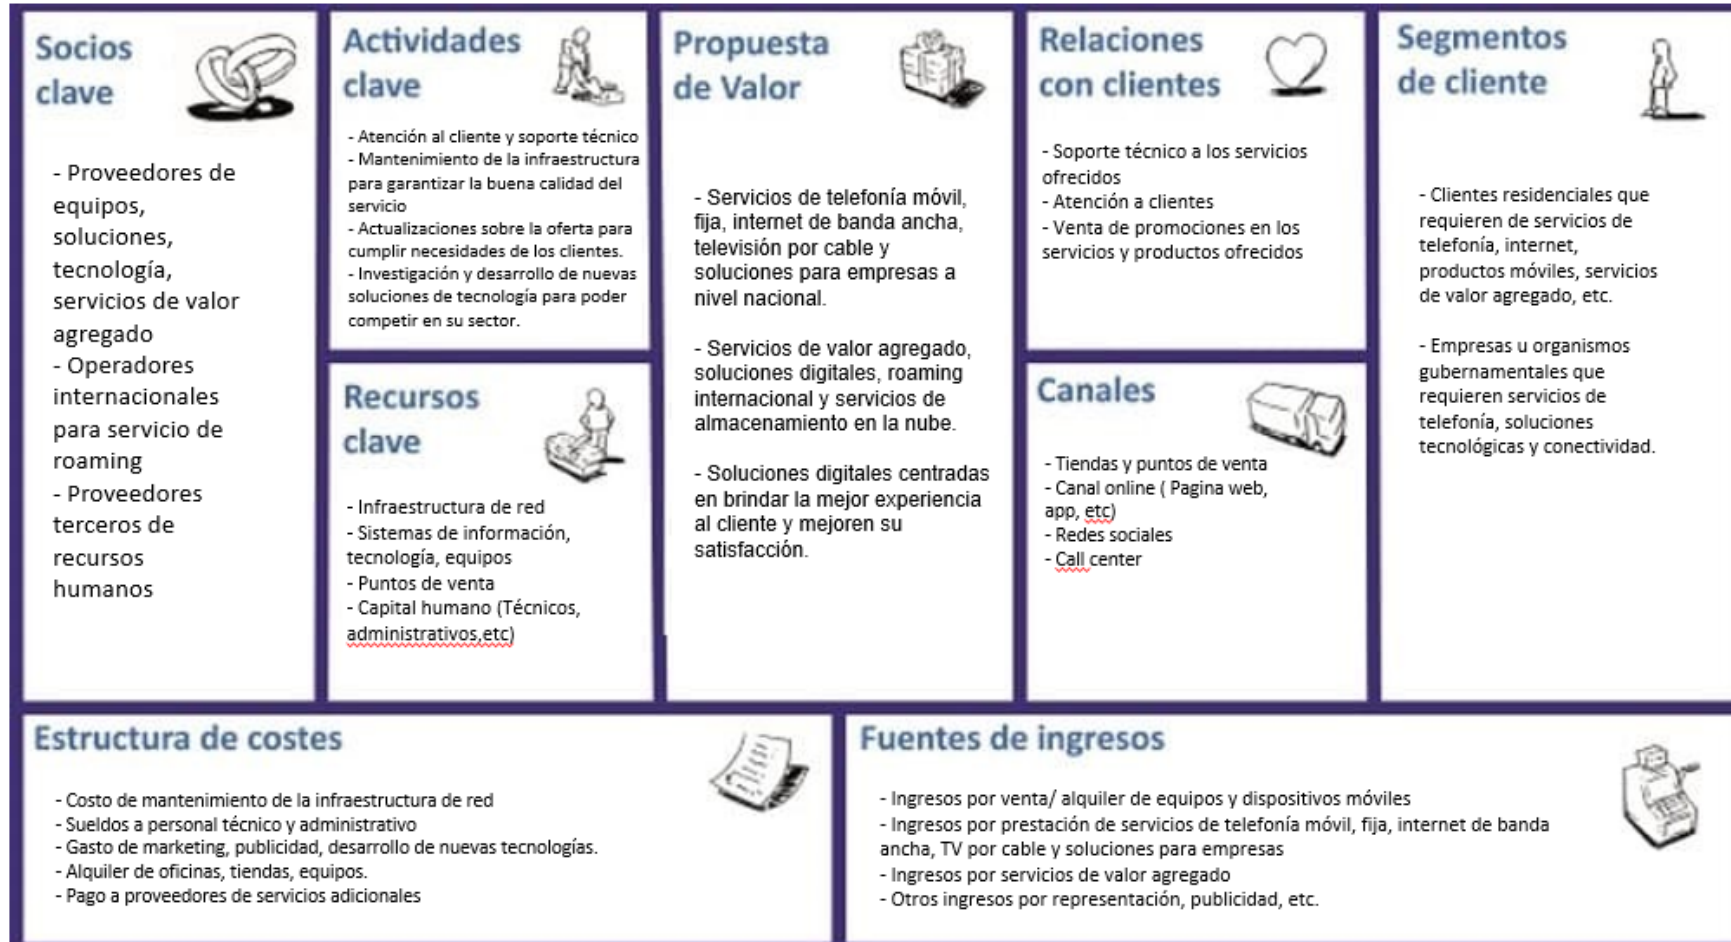 Socios
clave
- Proveedores de
equipos,
soluciones,
tecnología,
servicios de valor
agregado
- Operadores
internacionales
para servicio de
roaming
- Proveedores
terceros de
recursos
humanos
Actividades
clave
- Atención al cliente y soporte técnico
- Mantenimiento de la infraestructura
para garantizar la buena calidad del
servicio
- Actualizaciones sobre la oferta para
cumplir necesidades de los clientes.
- Investigación y desarrollo de nuevas
soluciones de tecnología para poder
competir en su sector.
Recursos
clave
- Infraestructura de red
- Sistemas de información,
tecnología, equipos
- Puntos de venta
- Capital humano (Técnicos,
administrativos,etc)
Propuesta
de Valor
- Servicios de telefonía móvil,
fija, internet de banda ancha,
televisión por cable y
soluciones para empresas a
nivel nacional.
- Servicios de valor agregado,
soluciones digitales, roaming
internacional y servicios de
almacenamiento en la nube.
- Soluciones digitales centradas
en brindar la mejor experiencia
al cliente y mejoren su
satisfacción.
Relaciones
con clientes
- Soporte técnico a los servicios
ofrecidos
- Atención a clientes
- Venta de promociones en los
servicios y productos ofrecidos
Canales
- Tiendas y puntos de venta
- Canal online ( Pagina web,
app, etc)
- Redes sociales
- Call center
Segmentos
de cliente
- Clientes residenciales que
requieren de servicios de
telefonía, internet,
productos móviles, servicios
de valor agregado, etc.
- Empresas u organismos
gubernamentales que
requieren servicios de
telefonía, soluciones
tecnológicas y conectividad.
Estructura de costes
- Costo de mantenimiento de la infraestructura de red
- Sueldos a personal técnico y administrativo
- Gasto de marketing, publicidad, desarrollo de nuevas tecnologías.
- Alquiler de oficinas, tiendas, equipos.
- Pago a proveedores de servicios adicionales
Fuentes de ingresos
- Ingresos por venta/ alquiler de equipos y dispositivos móviles
- Ingresos por prestación de servicios de telefonía móvil, fija, internet de banda
ancha, TV por cable y soluciones para empresas
- Ingresos por servicios de valor agregado
- Otros ingresos por representación, publicidad, etc.